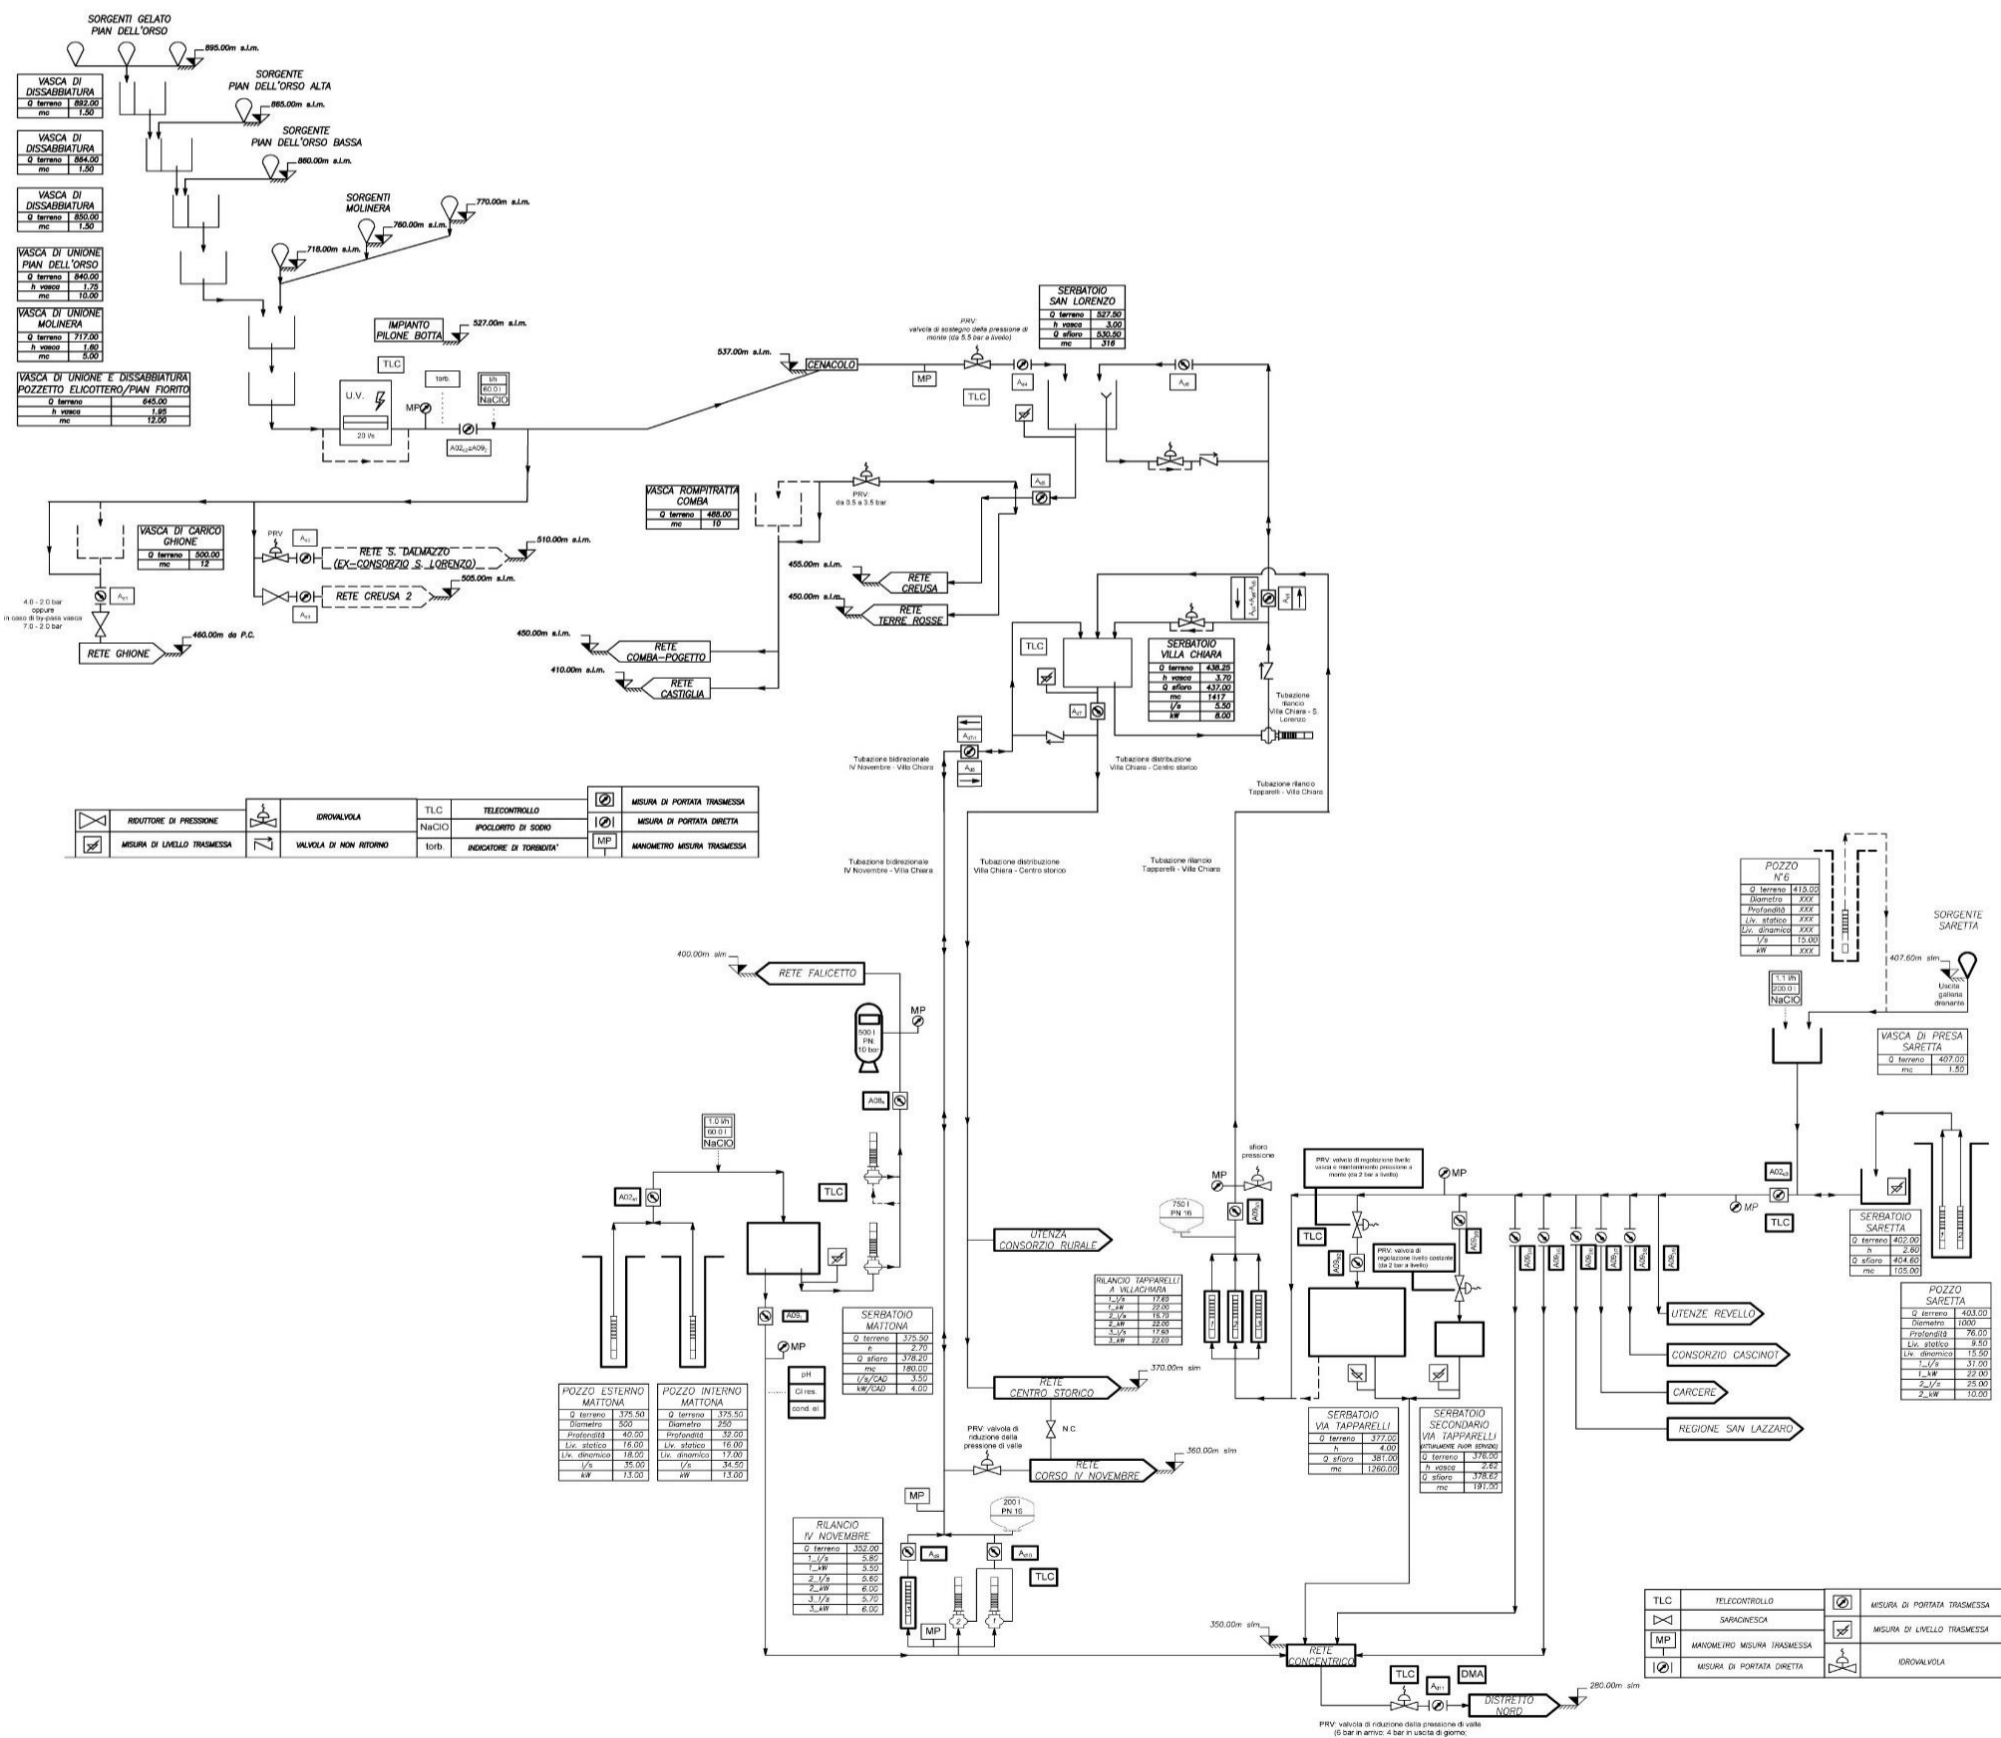 SORGENTI GELATO
PIAN DELL'ORSO
895.00m s.l.m.
VASCA DI
DISSABBIATURA
Q terreno 892.00
mc 1.50
SORGENTE
PIAN DELL'ORSO ALTA
865.00m s.l.m.
VASCA DI
DISSABBIATURA
Q terreno 864.00
mc 1.50
SORGENTE
PIAN DELL'ORSO BASSA
860.00m s.l.m.
VASCA DI
DISSABBIATURA
Q terreno 850.00
mc 1.50
SORGENTI
MOLINERA
770.00m s.l.m.
760.00m s.l.m.
718.00m s.l.m.
VASCA DI UNIONE
PIAN DELL'ORSO
Q terreno 840.00
h vasca 1.75
mc 10.00
VASCA DI UNIONE
MOLINERA
Q terreno 717.00
h vasca 1.60
mc 5.00
VASCA DI UNIONE E DISSABBIATURA
POZZETTO ELICOTTERO/PIAN FIORITO
Q terreno 645.00
h vasca 1.95
mc 12.00
IMPIANTO
PILONE BOTTA
527.00m s.l.m.
TLC
U.V.
20 l/s
MP
torb.
l/h
60.0 l
NaClO
537.00m s.l.m.
CENACOLO
MP
PRV:
valvola di sostegno della pressione di
monte (da 5.5 bar a livello)
TLC
SERBATOIO
SAN LORENZO
Q terreno 527.50
h vasca 3.00
Q sfioro 530.50
mc 316
VASCA DI CARICO
GHIONE
Q terreno 500.00
mc 12
PRV
RETE S. DALMAZZO
(EX-CONSORZIO S. LORENZO)
510.00m s.l.m.
RETE CREUSA 2
505.00m s.l.m.
4.0 - 2.0 bar
oppure
in caso di by-pass vasca
7.0 - 2.0 bar
RETE GHIONE
460.00m da P.C.
VASCA ROMPITRATTA
COMBA
Q terreno 488.00
mc 10
PRV:
da 3.5 a 3.5 bar
455.00m s.l.m.
RETE
CREUSA
450.00m s.l.m.
RETE
TERRE ROSSE
450.00m s.l.m.
RETE
COMBA-POGETTO
410.00m s.l.m.
RETE
CASTIGLIA
TLC
SERBATOIO
VILLA CHIARA
Q terreno 438.25
h vasca 3.70
Q sfioro 437.00
mc 1417
l/s 5.50
kW 8.00
Tubazione
rilancio
Villa Chiara - S.
Lorenzo
Tubazione bidirezionale
IV Novembre - Villa Chiara
Tubazione distribuzione
Villa Chiara - Centro storico
Tubazione rilancio
Tapparelli - Villa Chiara
RIDUTTORE DI PRESSIONE
IDROVALVOLA
TLC TELECONTROLLO
MISURA DI PORTATA TRASMESSA
NaClO IPOCLORITO DI SODIO
MISURA DI PORTATA DIRETTA
MISURA DI LIVELLO TRASMESSA
VALVOLA DI NON RITORNO
torb. INDICATORE DI TORBIDITA'
MP MANOMETRO MISURA TRASMESSA
Tubazione bidirezionale
IV Novembre - Villa Chiara
Tubazione distribuzione
Villa Chiara - Centro storico
Tubazione rilancio
Tapparelli - Villa Chiara
POZZO
N°6
Q terreno 415.00
Diametro XXX
Profondità XXX
Liv. statico XXX
Liv. dinamico XXX
l/s 15.00
kW XXX
SORGENTE
SARETTA
407.60m slm
Uscita
galleria
drenante
1.1 l/h
200.0 l
NaClO
VASCA DI PRESA
SARETTA
Q terreno 407.00
mc 1.50
400.00m slm
RETE FALICETTO
500 l
PN:
10 bar
MP
1.0 l/h
60.0 l
NaClO
TLC
MP
pH
Cl res.
cond. el.
SERBATOIO
MATTONA
Q terreno 375.50
h 2.70
Q sfioro 378.20
mc 180.00
l/s/CAD 3.50
kW/CAD 4.00
POZZO ESTERNO
MATTONA
Q terreno 375.50
Diametro 500
Profondità 40.00
Liv. statico 16.00
Liv. dinamico 18.00
l/s 35.00
kW 13.00
POZZO INTERNO
MATTONA
Q terreno 375.50
Diametro 250
Profondità 32.00
Liv. statico 16.00
Liv. dinamico 17.00
l/s 34.50
kW 13.00
UTENZA
CONSORZIO RURALE
RETE
CENTRO STORICO
370.00m slm
N.C.
PRV: valvola di
riduzione della
pressione di valle
RETE
CORSO IV NOVEMBRE
360.00m slm
MP
200 l
PN 16
TLC
MP
RILANCIO
IV NOVEMBRE
Q terreno 352.00
1_l/s 5.80
1_kW 5.50
2_l/s 5.60
2_kW 6.00
3_l/s 5.70
3_kW 6.00
sfioro
pressione
MP
750 l
PN 16
RILANCIO TAPPARELLI
A VILLACHIARA
1_l/s 17.60
1_kW 22.00
2_l/s 15.70
2_kW 22.00
3_l/s 17.90
3_kW 22.00
PRV: valvola di regolazione livello
vasca e mantenimento pressione a
monte (da 2 bar a livello)
TLC
PRV: valvola di
regolazione livello costante
(da 2 bar a livello)
MP
SERBATOIO
VIA TAPPARELLI
Q terreno 377.00
h 4.00
Q sfioro 381.00
mc 1260.00
SERBATOIO
SECONDARIO
VIA TAPPARELLI
(ATTUALMENTE FUORI SERVIZIO)
Q terreno 376.00
h vasca 2.62
Q sfioro 378.62
mc 191.00
MP
TLC
SERBATOIO
SARETTA
Q terreno 402.00
h 2.60
Q sfioro 404.60
mc 105.00
POZZO
SARETTA
Q terreno 403.00
Diametro 1000
Profondità 76.00
Liv. statico 9.50
Liv. dinamico 15.50
1_l/s 31.00
1_kW 22.00
2_l/s 25.00
2_kW 10.00
UTENZE REVELLO
CONSORZIO CASCINOT
CARCERE
REGIONE SAN LAZZARO
350.00m slm
RETE
CONCENTRICO
TLC
DMA
DISTRETTO
NORD
280.00m slm
PRV: valvola di riduzione della pressione di valle
(6 bar in arrivo; 4 bar in uscita di giorno;
TLC TELECONTROLLO
MISURA DI PORTATA TRASMESSA
SARACINESCA
MISURA DI LIVELLO TRASMESSA
MP MANOMETRO MISURA TRASMESSA
MISURA DI PORTATA DIRETTA
IDROVALVOLA